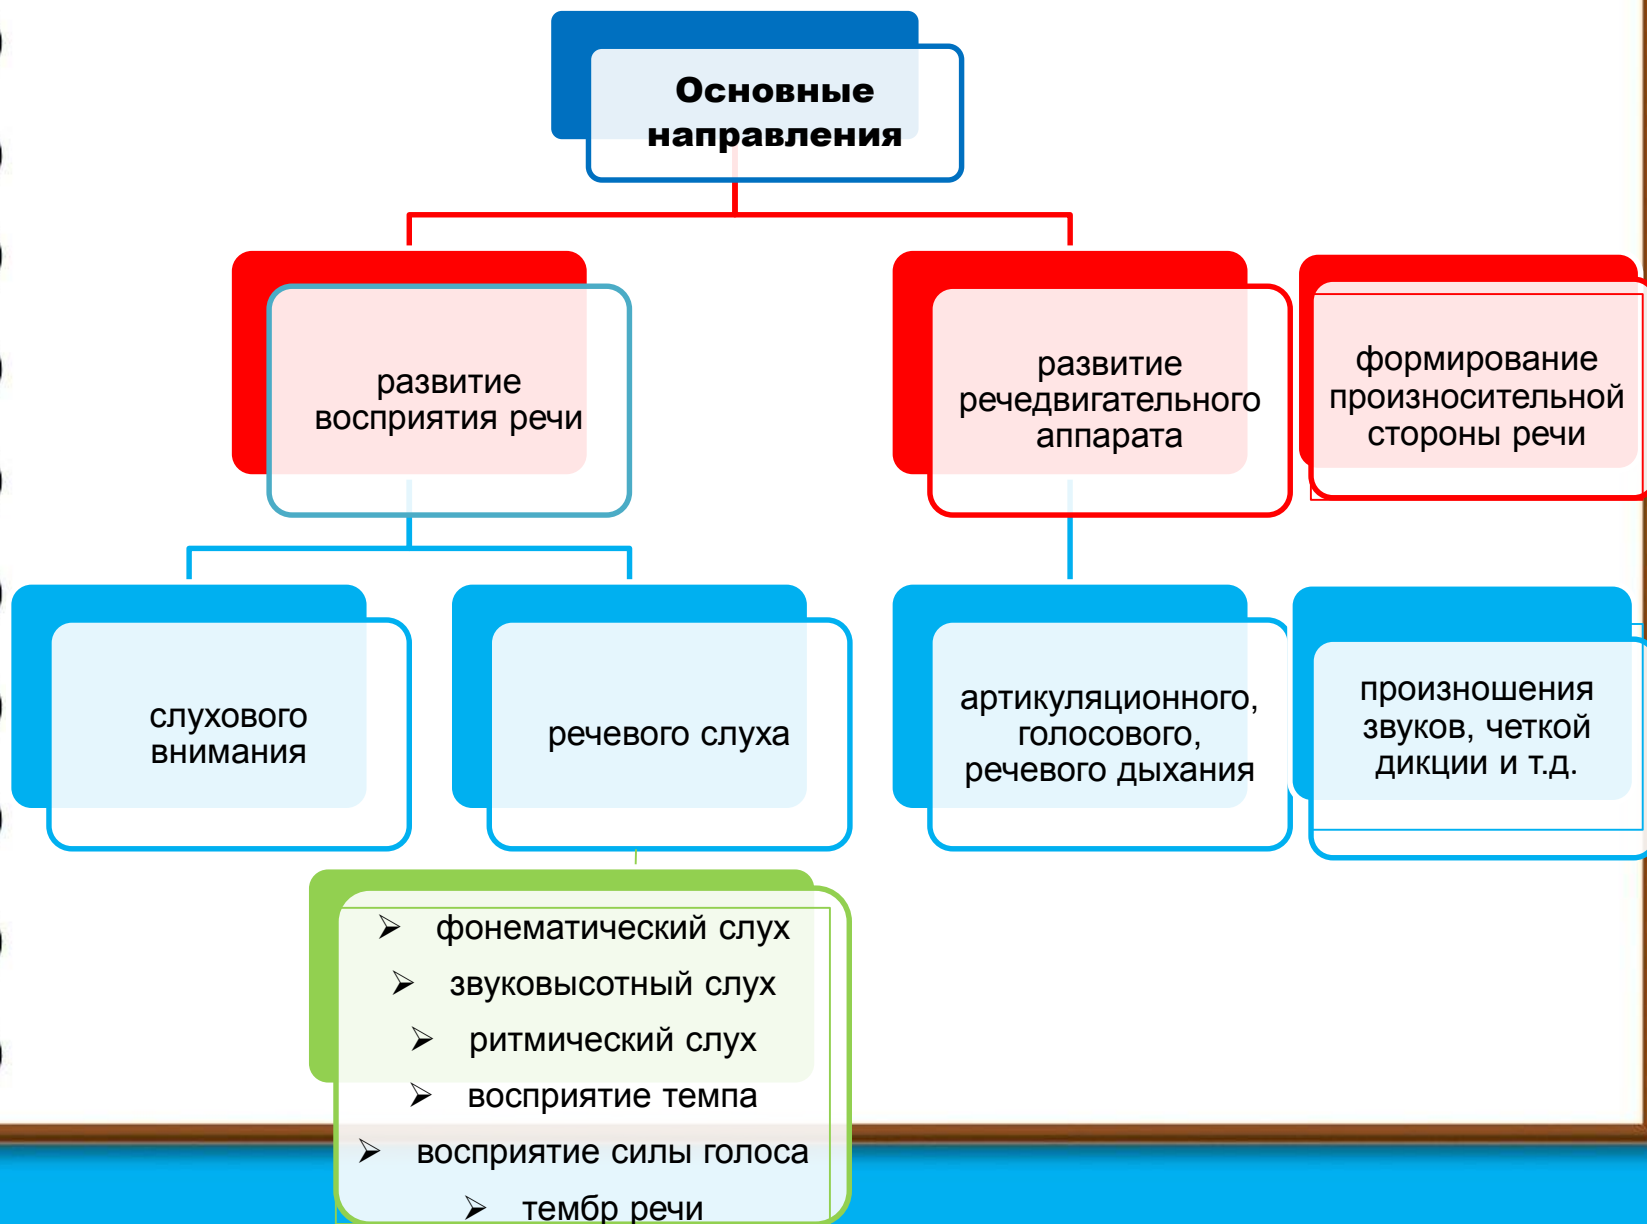 Основные
направления
развитие
восприятия речи
развитие
речедвигательного
аппарата
формирование
произносительной
стороны речи
слухового
внимания
речевого слуха
артикуляционного,
голосового,
речевого дыхания
произношения
звуков, четкой
дикции и т.д.
фонематический слух
звуковысотный слух
ритмический слух
восприятие темпа
восприятие силы голоса
тембр речи